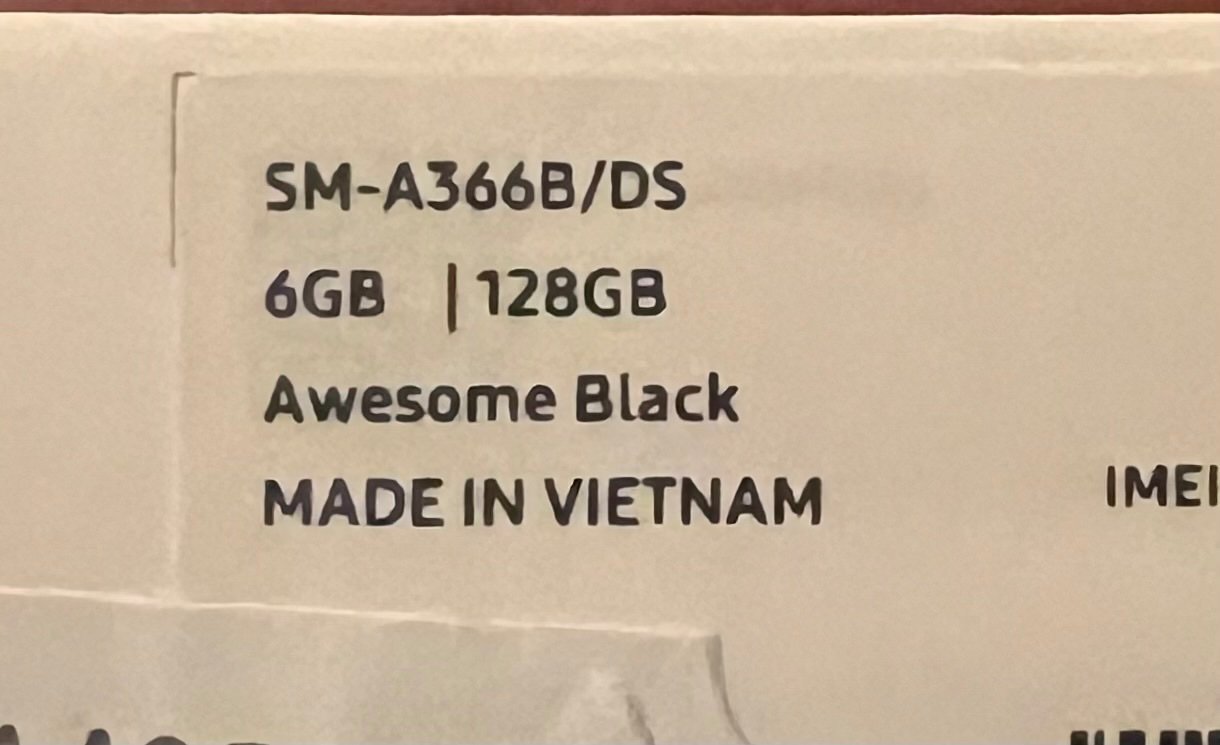 SM-A366B/DS
6GB | 128GB
Awesome Black
MADE IN VIETNAM
IMEI